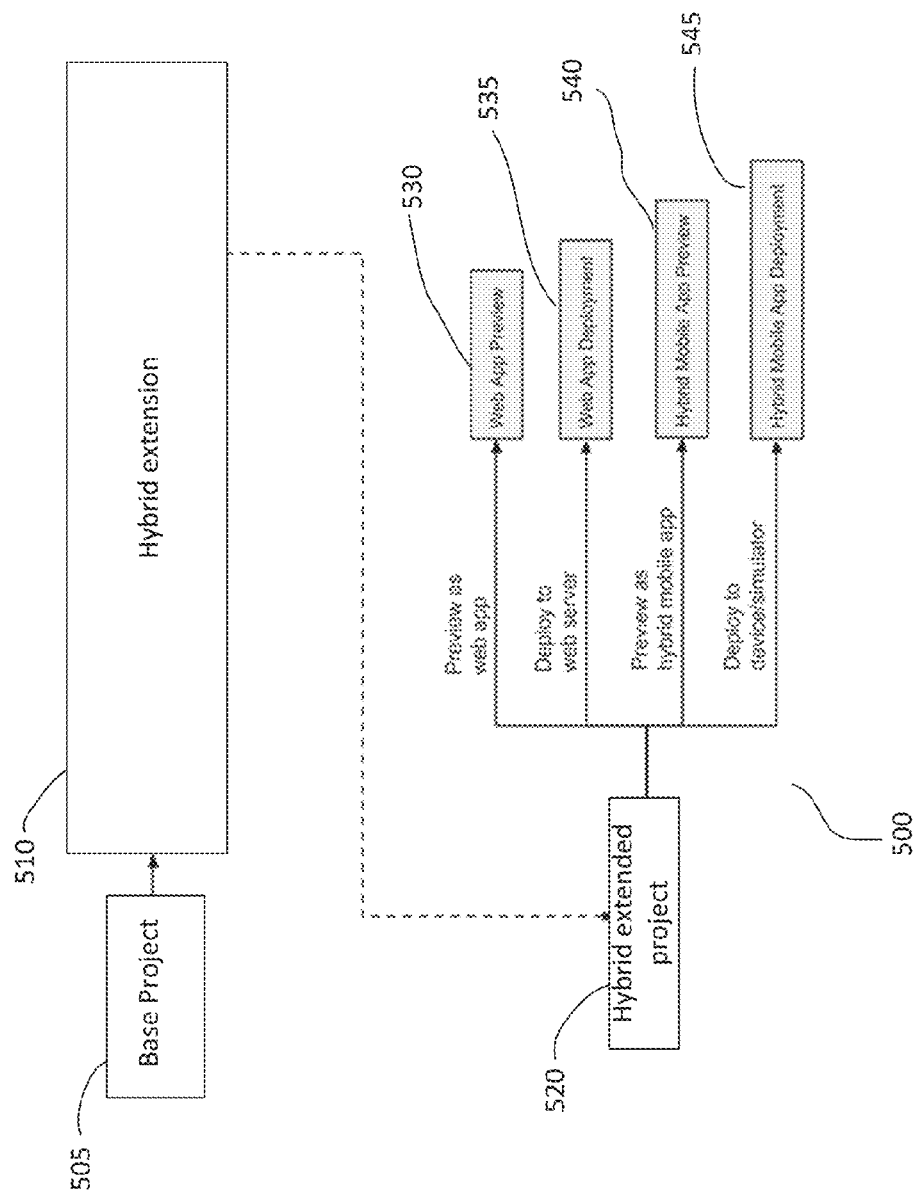 505
Base Project
510
Hybrid extension
520
Hybrid extended
project
Preview as
web app
Web App Preview
530
Deploy to
web server
Web App Deployment
535
Preview as
hybrid mobile app
Hybrid Mobile App Preview
540
Deploy to
device/simulator
Hybrid Mobile App Deployment
545
500